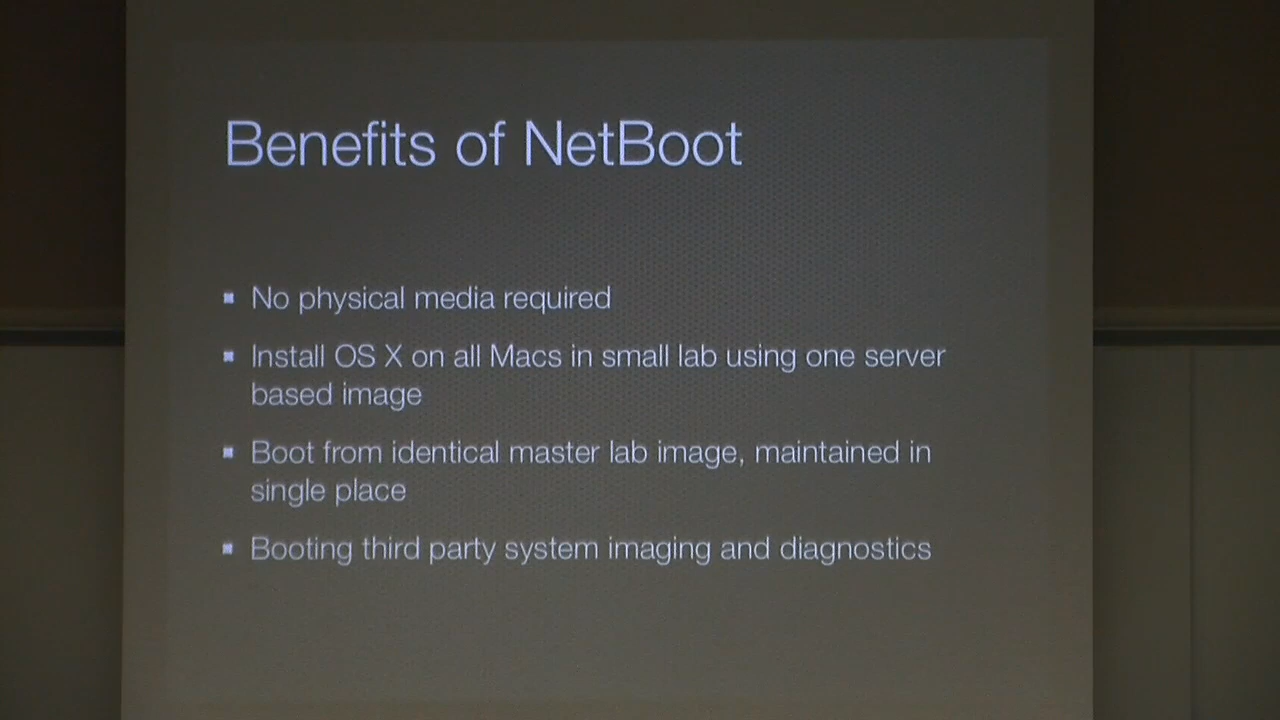 Benefits of NetBoot
No physical media required
Install OS X on all Macs in small lab using one server
based image
Boot from identical master lab image, maintained in
single place
Booting third party system imaging and diagnostics